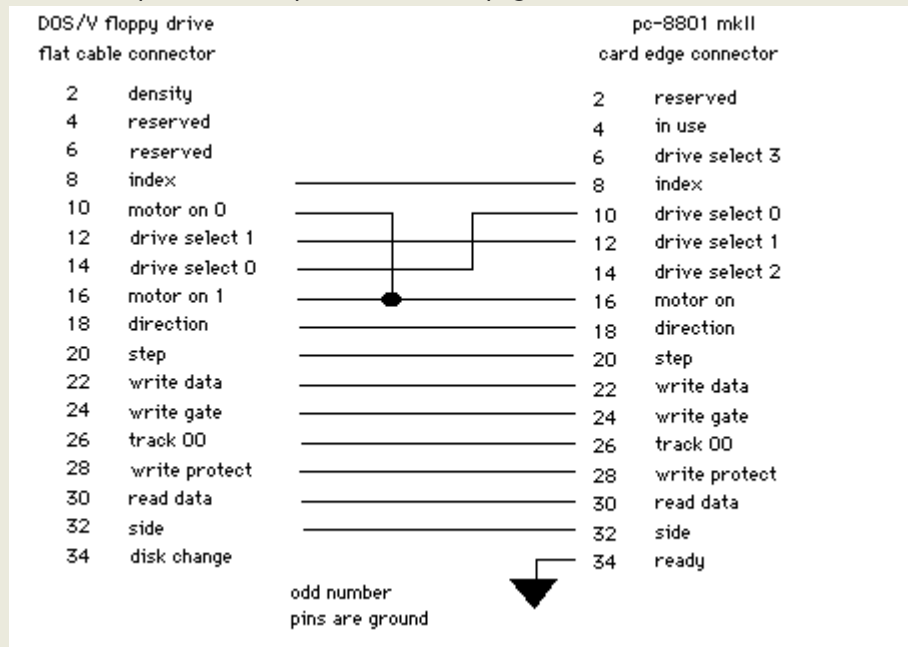 DOS/V floppy drive
flat cable connector
2 density
4 reserved
6 reserved
8 index
10 motor on 0
12 drive select 1
14 drive select 0
16 motor on 1
18 direction
20 step
22 write data
24 write gate
26 track 00
28 write protect
30 read data
32 side
34 disk change
pc-8801 mkII
card edge connector
2 reserved
4 in use
6 drive select 3
8 index
10 drive select 0
12 drive select 1
14 drive select 2
16 motor on
18 direction
20 step
22 write data
24 write gate
26 track 00
28 write protect
30 read data
32 side
34 ready
odd number
pins are ground